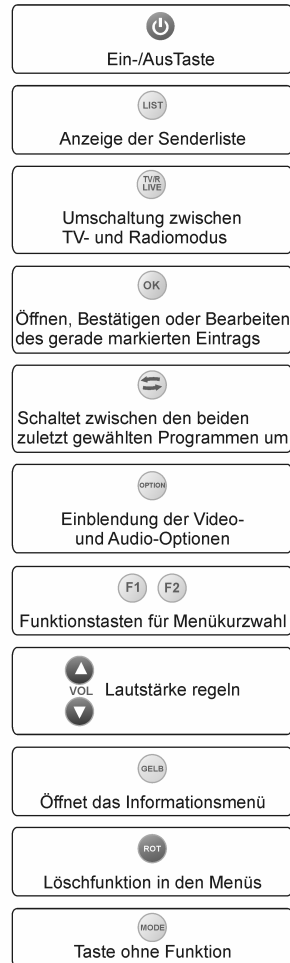 Ein-/AusTaste
LIST
Anzeige der Senderliste
TV/R
LIVE
Umschaltung zwischen
TV- und Radiomodus
OK
Öffnen, Bestätigen oder Bearbeiten
des gerade markierten Eintrags
Schaltet zwischen den beiden
zuletzt gewählten Programmen um
OPTION
Einblendung der Video-
und Audio-Optionen
F1 F2
Funktionstasten für Menükurzwahl
VOL Lautstärke regeln
GELB
Öffnet das Informationsmenü
ROT
Löschfunktion in den Menüs
MODE
Taste ohne Funktion